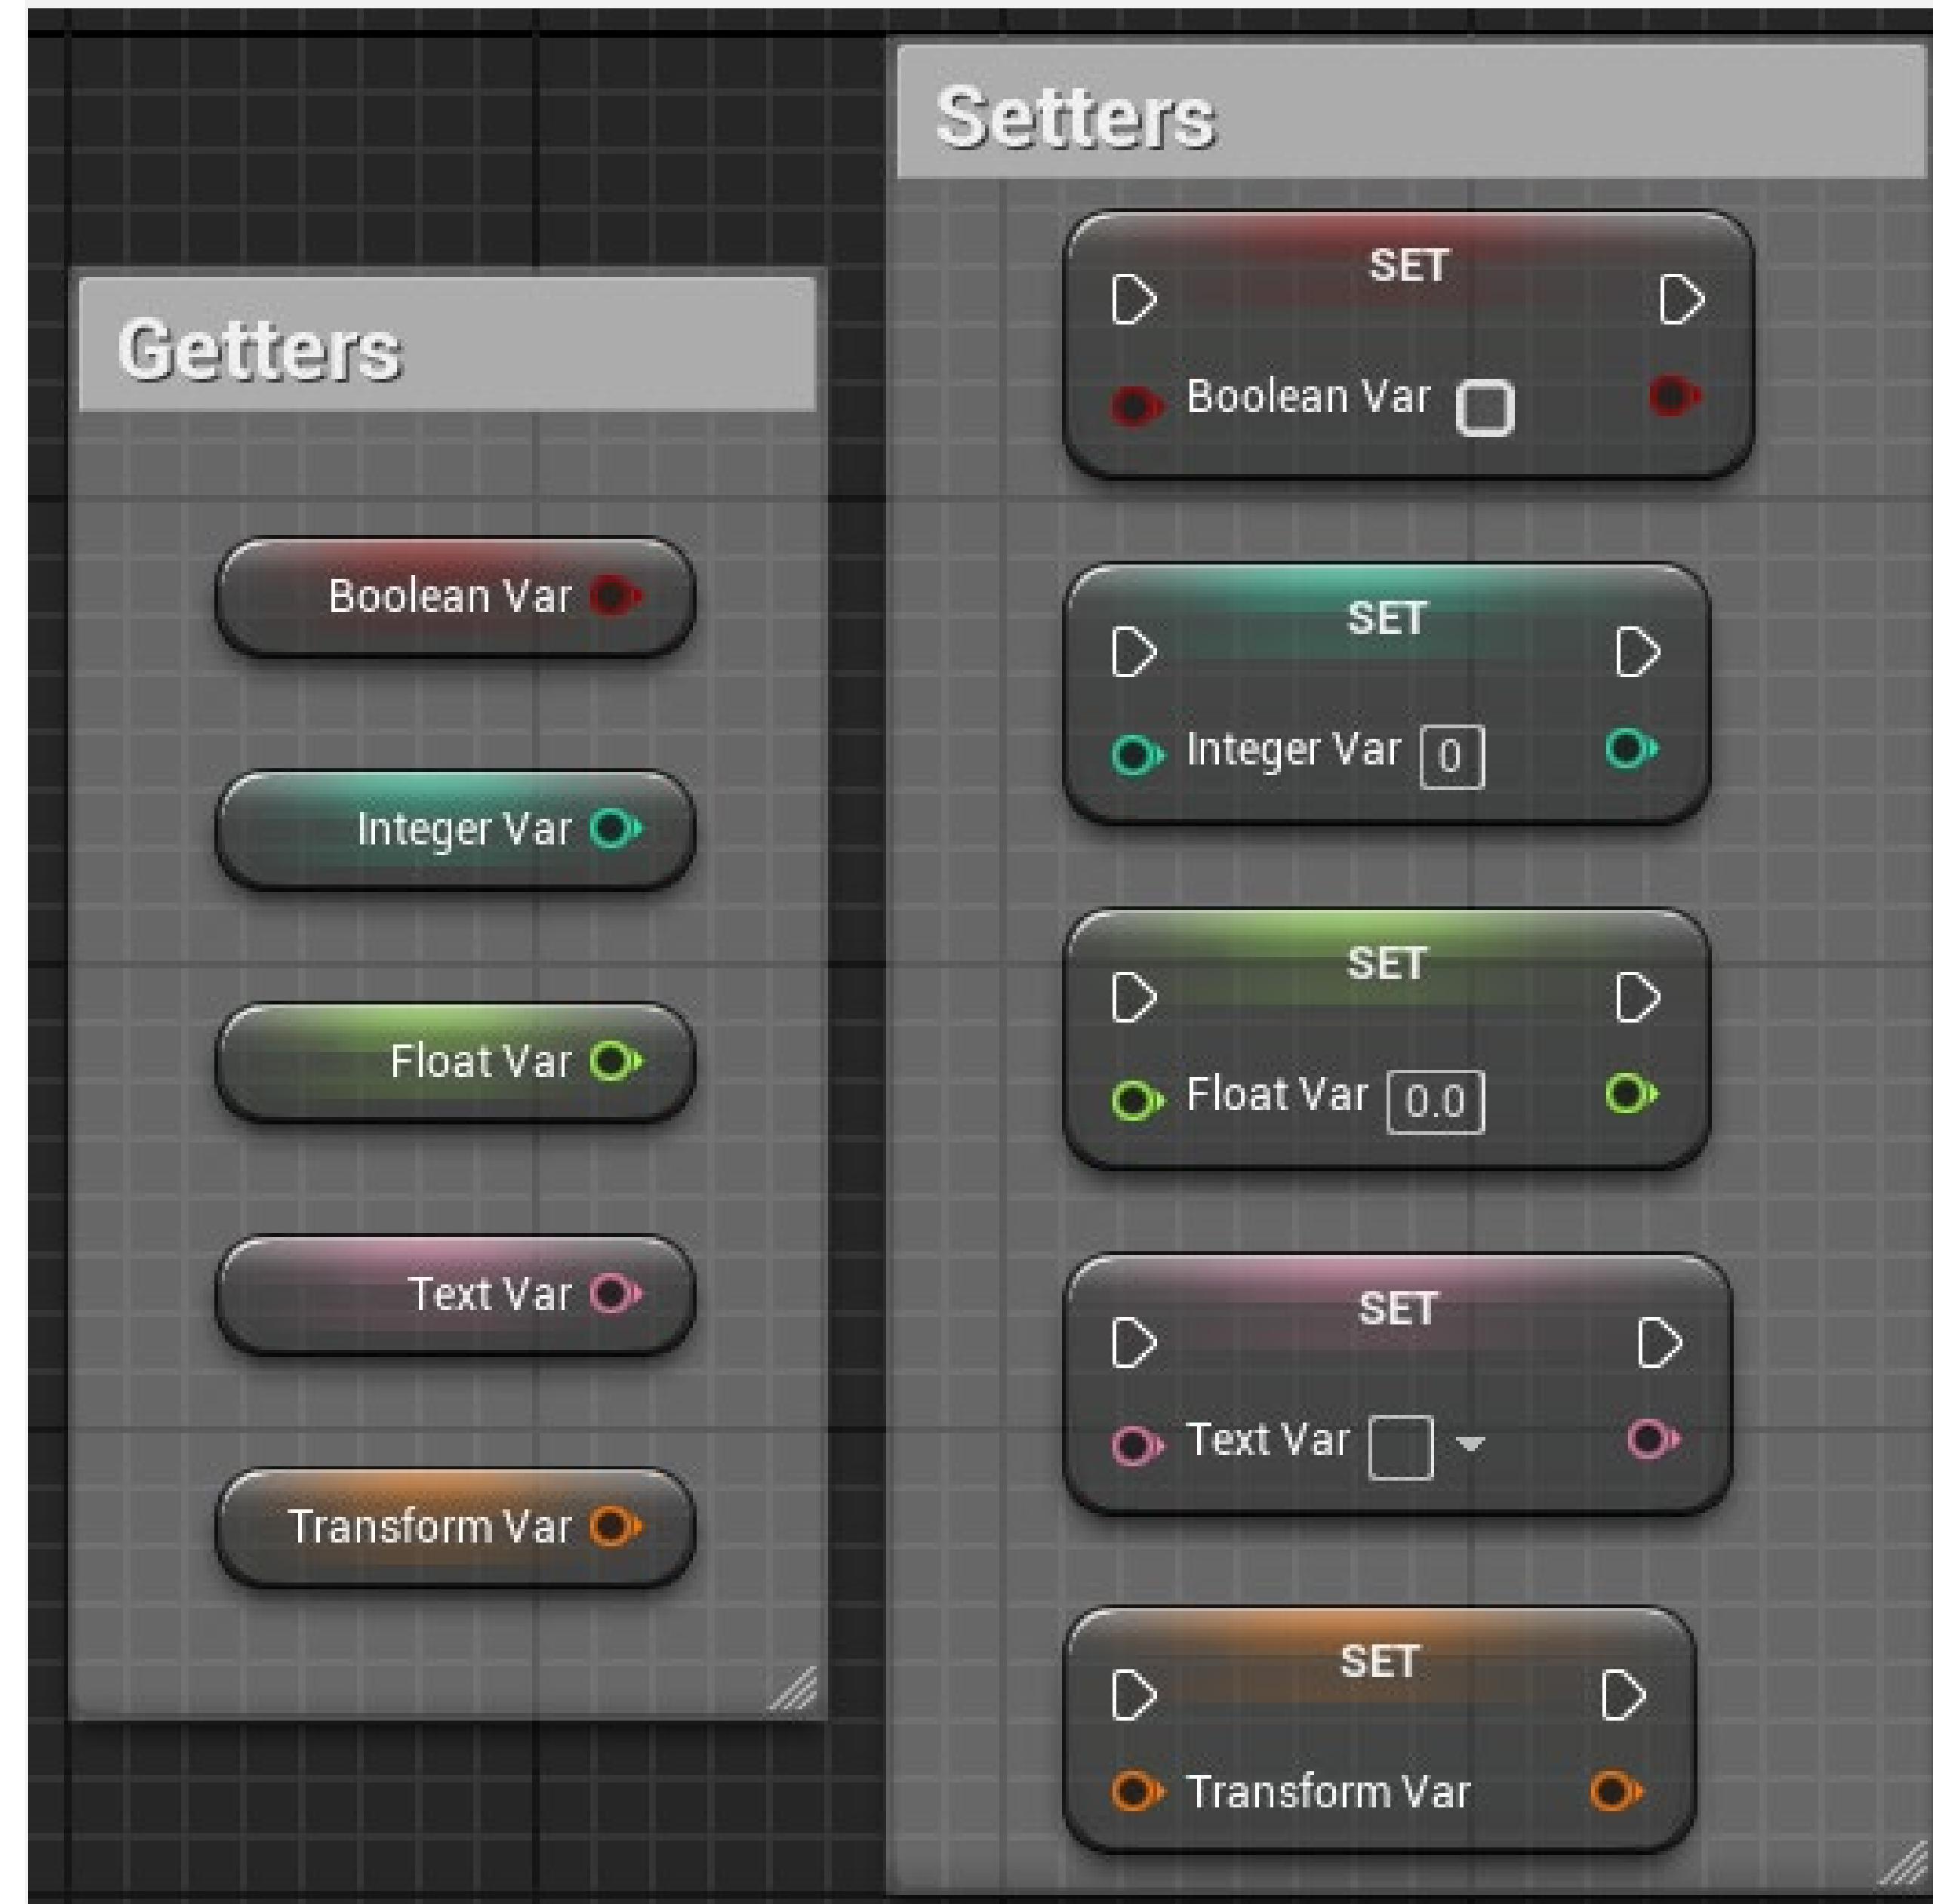 Getters
Boolean Var
Integer Var
Float Var
Text Var
Transform Var
Setters
SET
Boolean Var
SET
Integer Var 0
SET
Float Var 0.0
SET
Text Var
SET
Transform Var